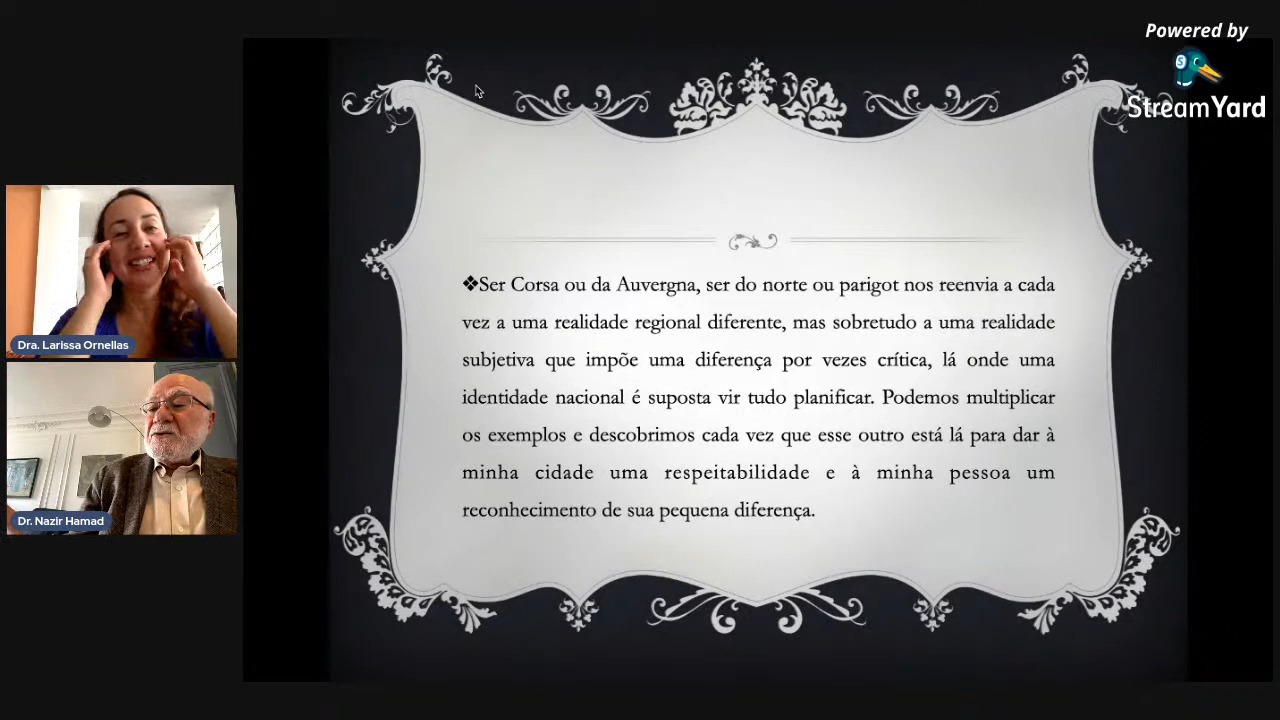 Powered by
StreamYard
❖Ser Corsa ou da Auvergna, ser do norte ou parigot nos reenvia a cada
vez a uma realidade regional diferente, mas sobretudo a uma realidade
subjetiva que impõe uma diferença por vezes crítica, lá onde uma
identidade nacional é suposta vir tudo planificar. Podemos multiplicar
os exemplos e descobrimos cada vez que esse outro está lá para dar à
minha cidade uma respeitabilidade e à minha pessoa um
reconhecimento de sua pequena diferença.
Dra. Larissa Ornellas
Dr. Nazir Hamad